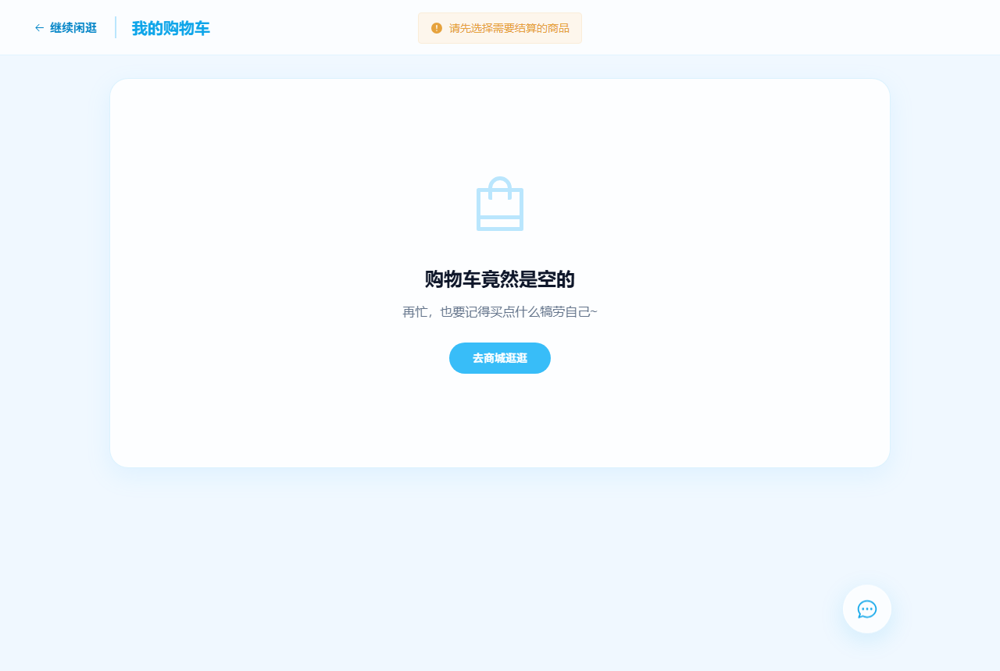 继续闲逛
我的购物车
请先选择需要结算的商品
购物车竟然是空的
再忙，也要记得买点什么犒劳自己~
去商城逛逛